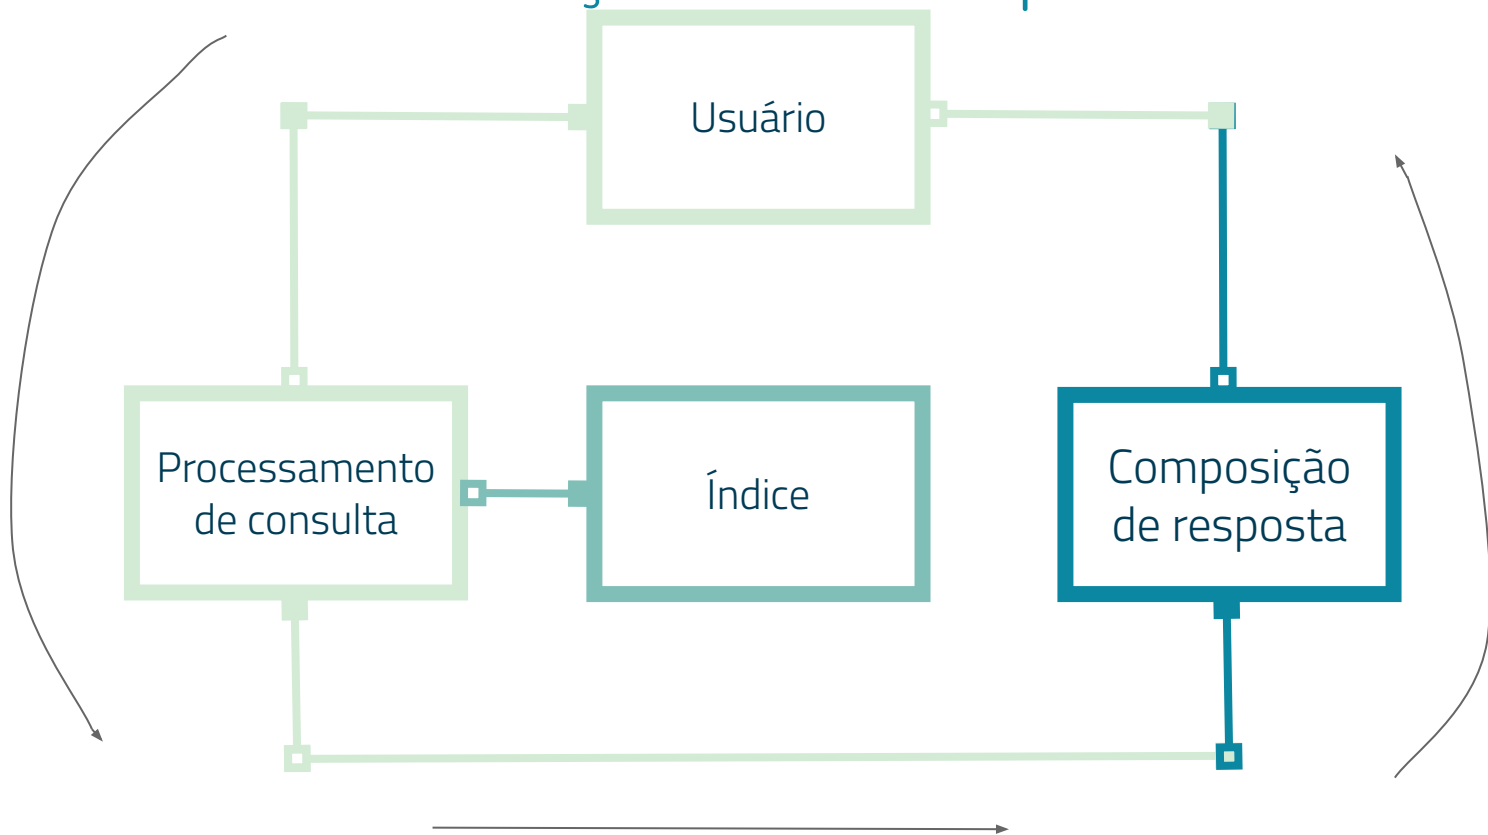 Usuário
Processamento
de consulta
Índice
Composição
de resposta